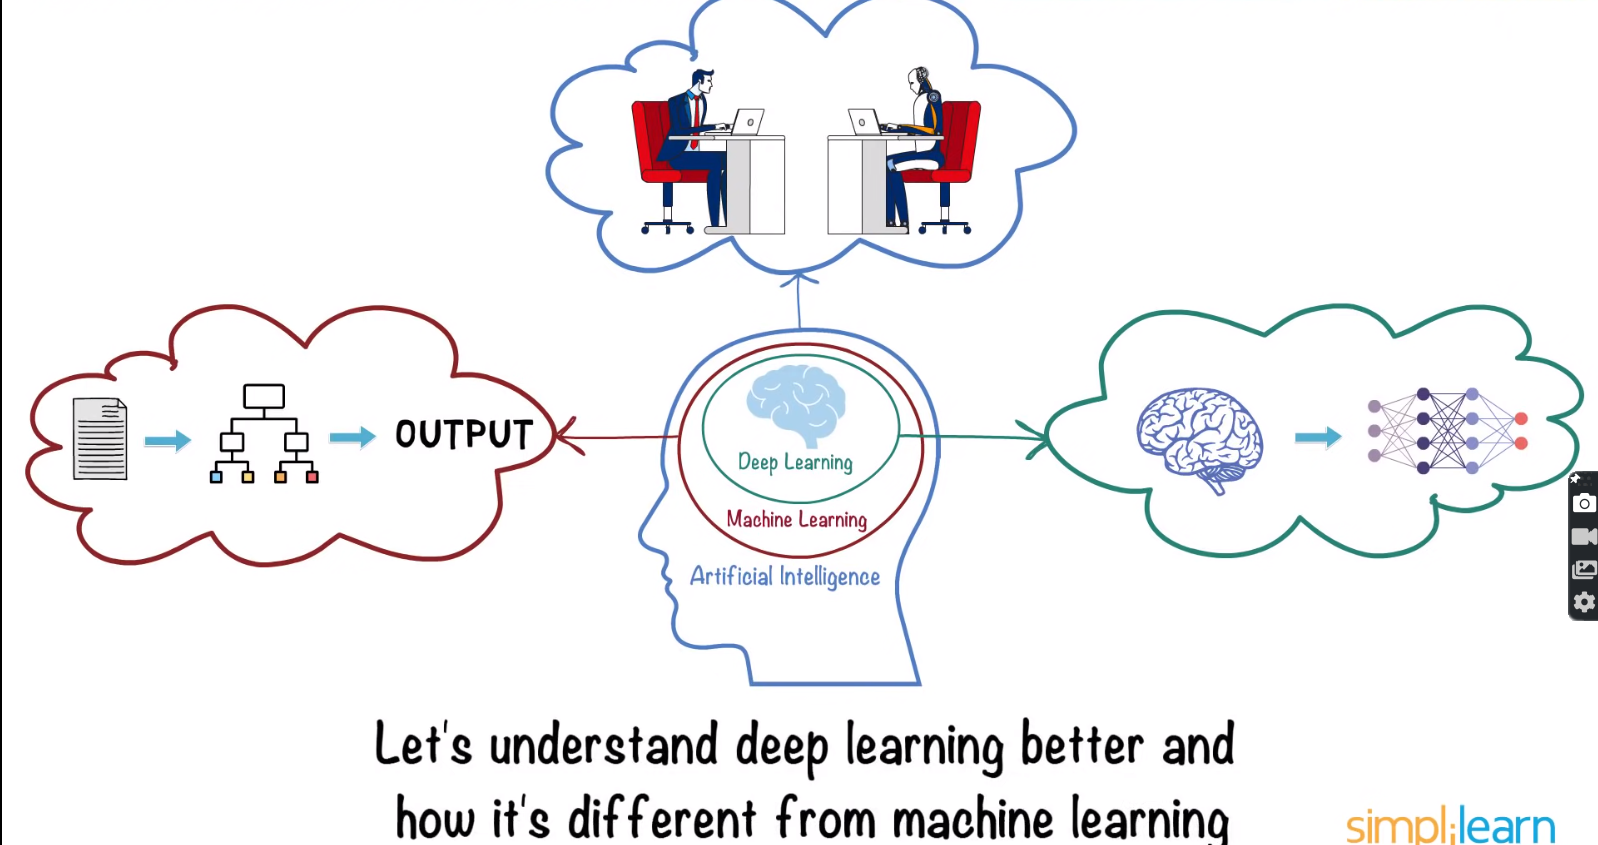 OUTPUT
Deep Learning
Machine Learning
Artificial Intelligence
Let's understand deep learning better and
how it's different from machine learning
simplilearn